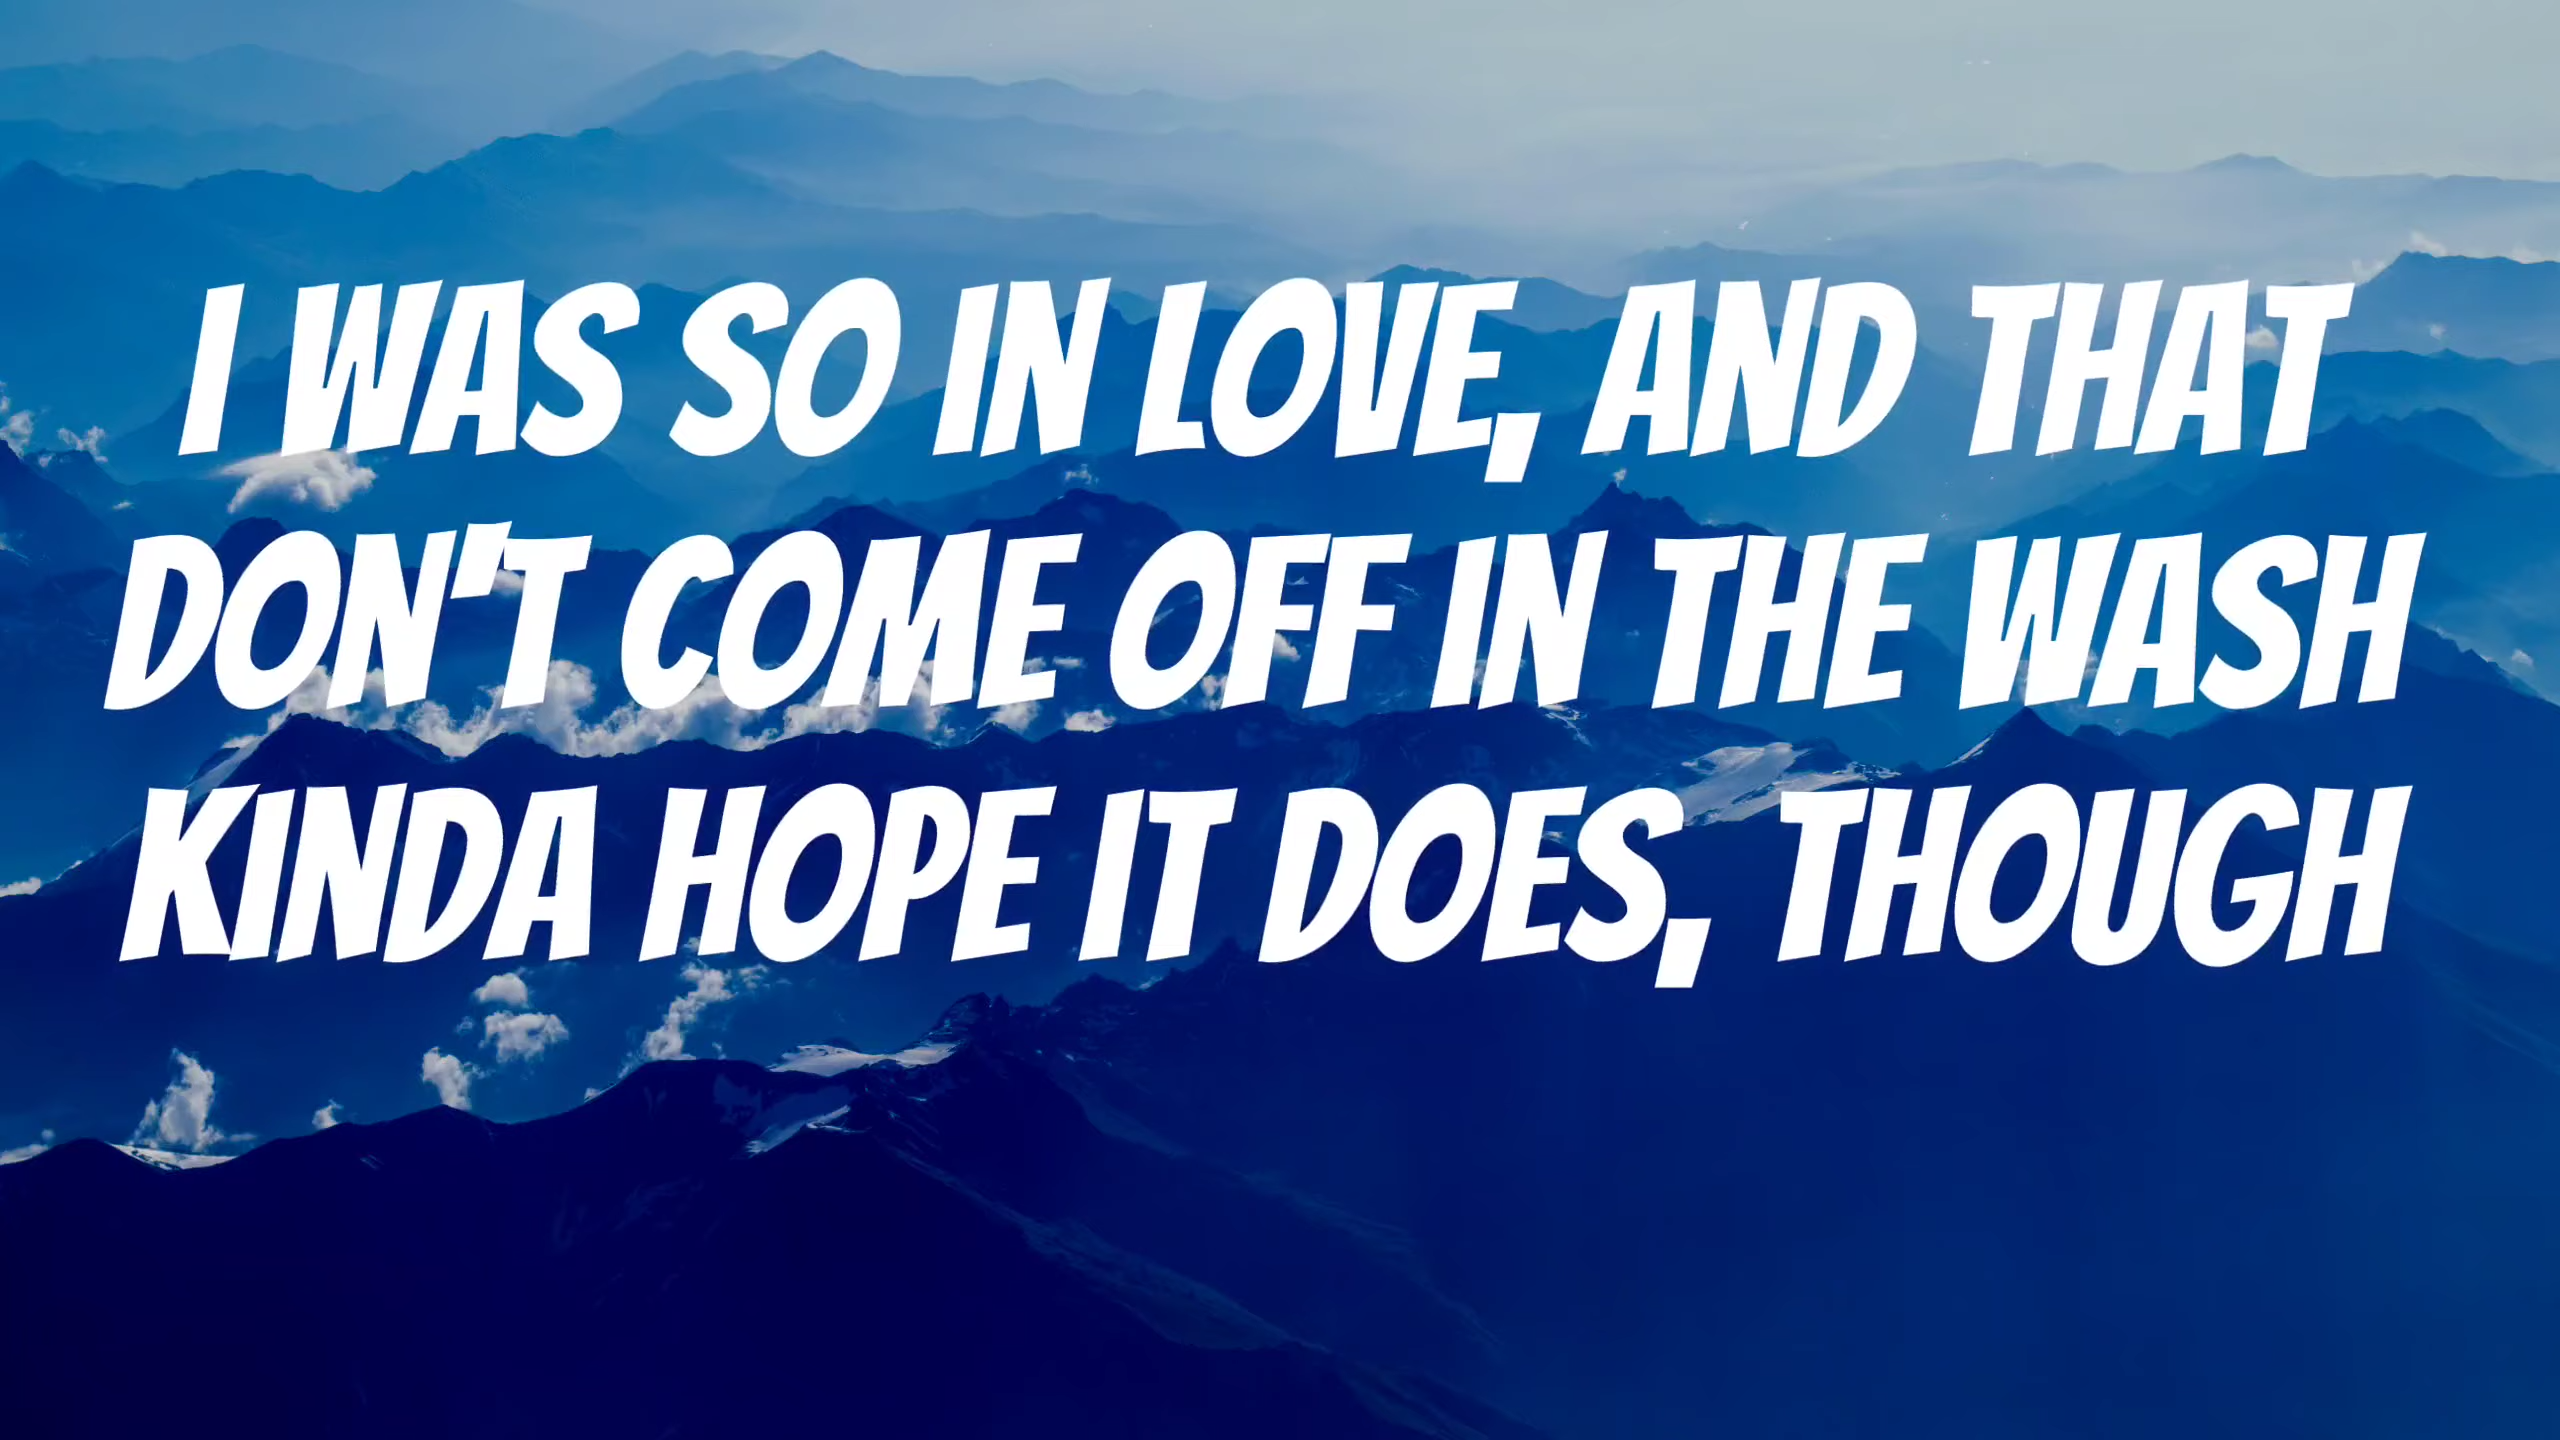 I WAS SO IN LOVE, AND THAT
DON'T COME OFF IN THE WASH
KINDA HOPE IT DOES, THOUGH